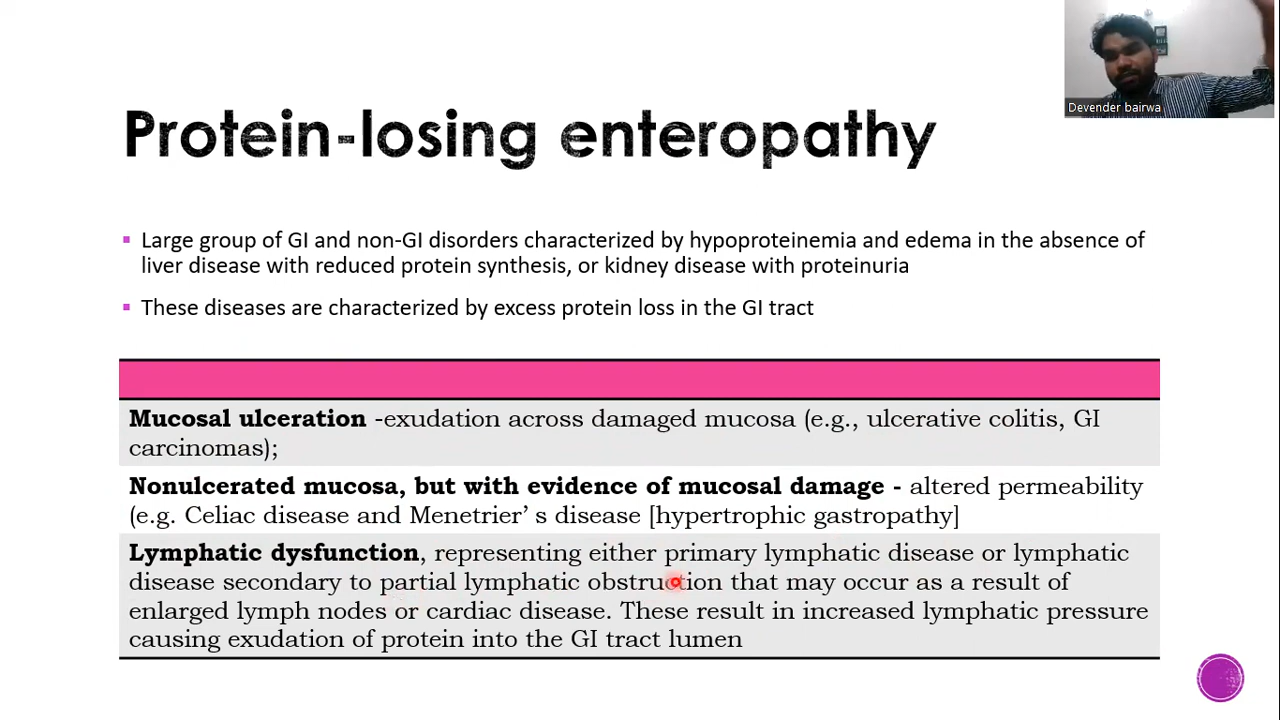 Devender bairwa
Protein-losing enteropathy
▪ Large group of GI and non-GI disorders characterized by hypoproteinemia and edema in the absence of
liver disease with reduced protein synthesis, or kidney disease with proteinuria
▪ These diseases are characterized by excess protein loss in the GI tract
Mucosal ulceration -exudation across damaged mucosa (e.g., ulcerative colitis, GI
carcinomas);
Nonulcerated mucosa, but with evidence of mucosal damage - altered permeability
(e.g. Celiac disease and Menetrier’ s disease [hypertrophic gastropathy]
Lymphatic dysfunction, representing either primary lymphatic disease or lymphatic
disease secondary to partial lymphatic obstruction that may occur as a result of
enlarged lymph nodes or cardiac disease. These result in increased lymphatic pressure
causing exudation of protein into the GI tract lumen